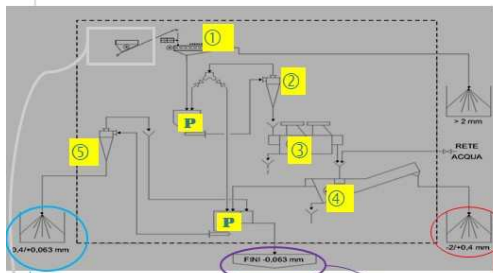 ①
②
P
> 2 mm
③
⑤
RETE
ACQUA
④
P
0.4/+0,063 mm
FINI -0,063 mm
-2/+0,4 mm